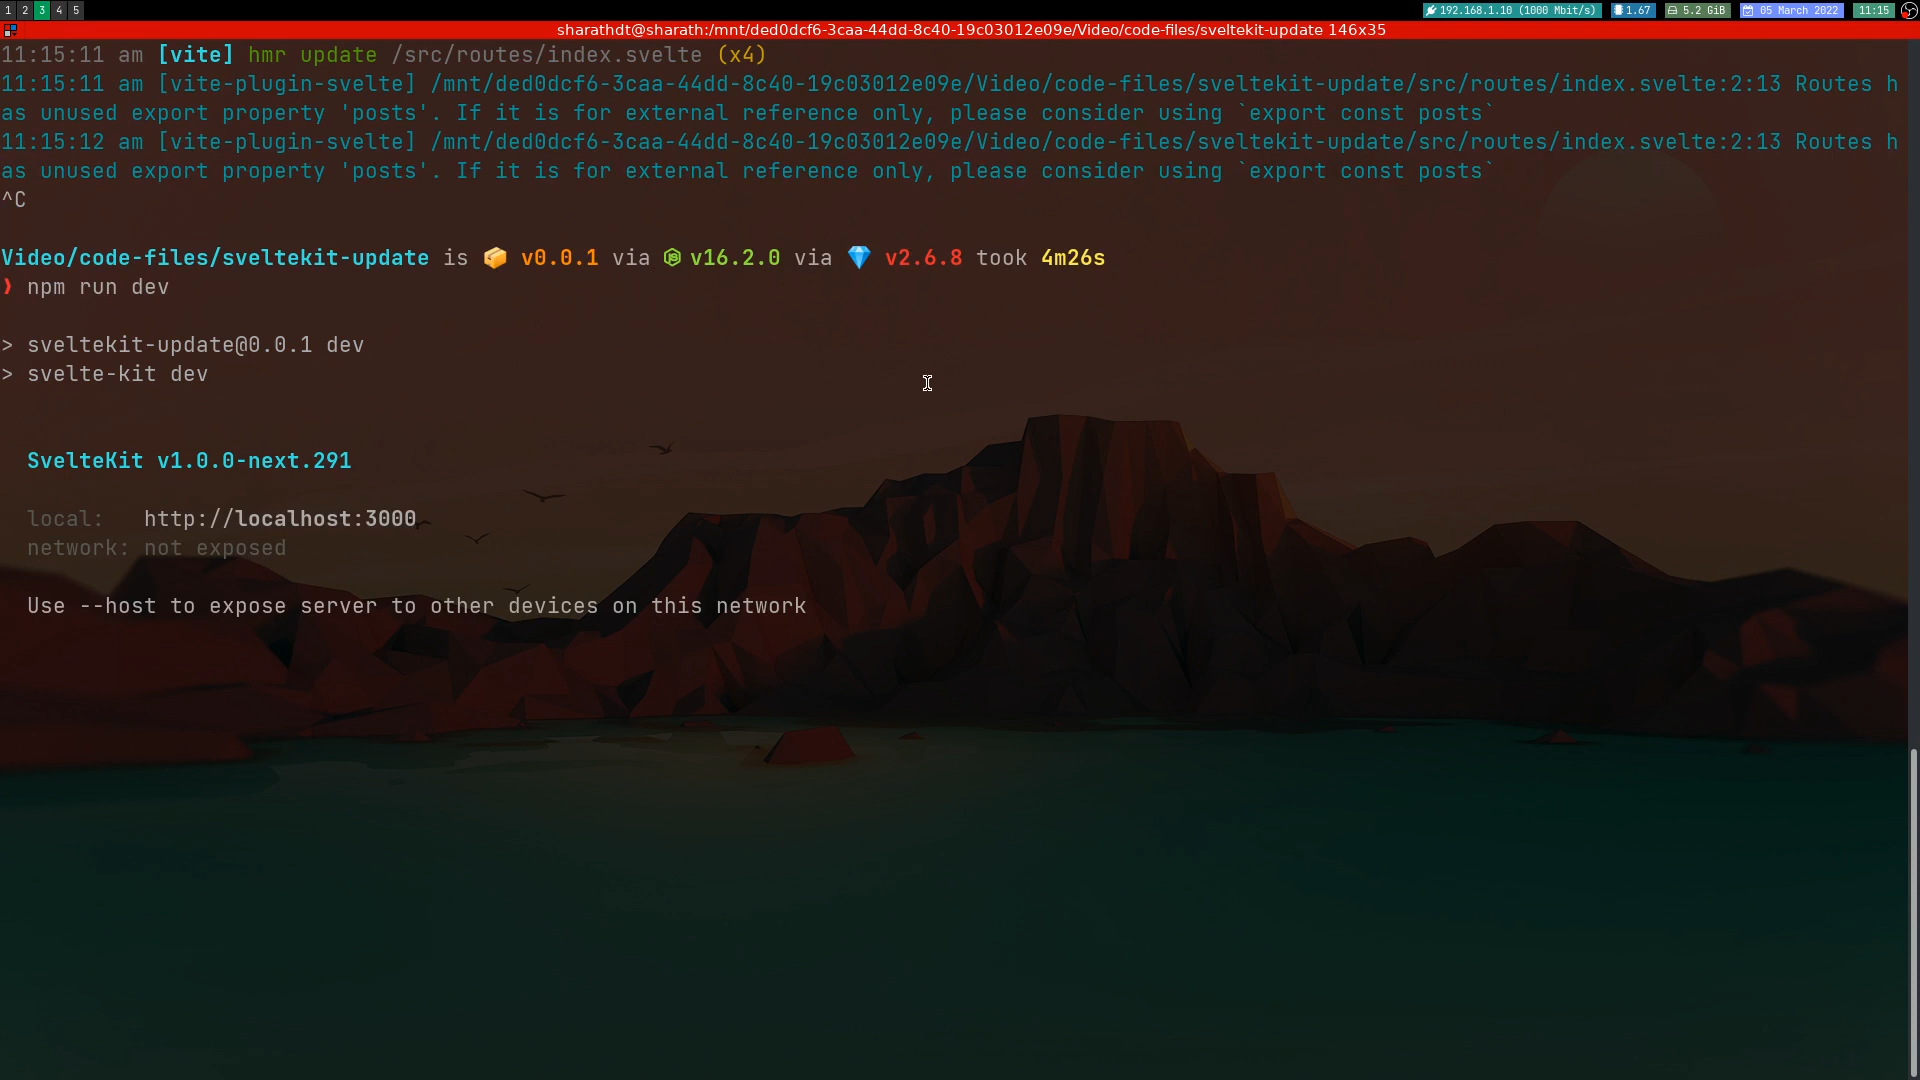 1 2 3 4 5
192.168.1.10 (1000 Mbit/s) 1.67 5.2 GiB 05 March 2022 11:15
sharathdt@sharath:/mnt/ded0dcf6-3caa-44dd-8c40-19c03012e09e/Video/code-files/sveltekit-update 146x35
11:15:11 am [vite] hmr update /src/routes/index.svelte (x4)
11:15:11 am [vite-plugin-svelte] /mnt/ded0dcf6-3caa-44dd-8c40-19c03012e09e/Video/code-files/sveltekit-update/src/routes/index.svelte:2:13 Routes h
as unused export property 'posts'. If it is for external reference only, please consider using `export const posts`
11:15:12 am [vite-plugin-svelte] /mnt/ded0dcf6-3caa-44dd-8c40-19c03012e09e/Video/code-files/sveltekit-update/src/routes/index.svelte:2:13 Routes h
as unused export property 'posts'. If it is for external reference only, please consider using `export const posts`
^C
Video/code-files/sveltekit-update is 📦 v0.0.1 via v16.2.0 via 💎 v2.6.8 took 4m26s
❯ npm run dev
> sveltekit-update@0.0.1 dev
> svelte-kit dev
SvelteKit v1.0.0-next.291
local: http://localhost:3000
network: not exposed
Use --host to expose server to other devices on this network